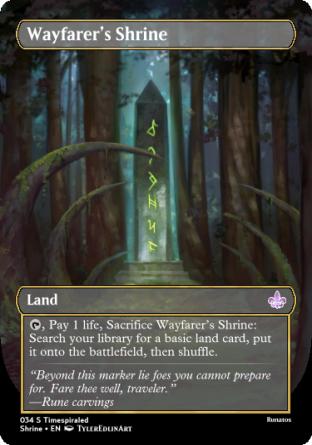 Wayfarer's Shrine
Land
, Pay 1 life, Sacrifice Wayfarer's Shrine:
Search your library for a basic land card, put
it onto the battlefield, then shuffle.
"Beyond this marker lie foes you cannot prepare
for. Fare thee well, traveler."
—Rune carvings
034 S Timespiraled
Shrine • EN TylerEdlinArt
Runatos